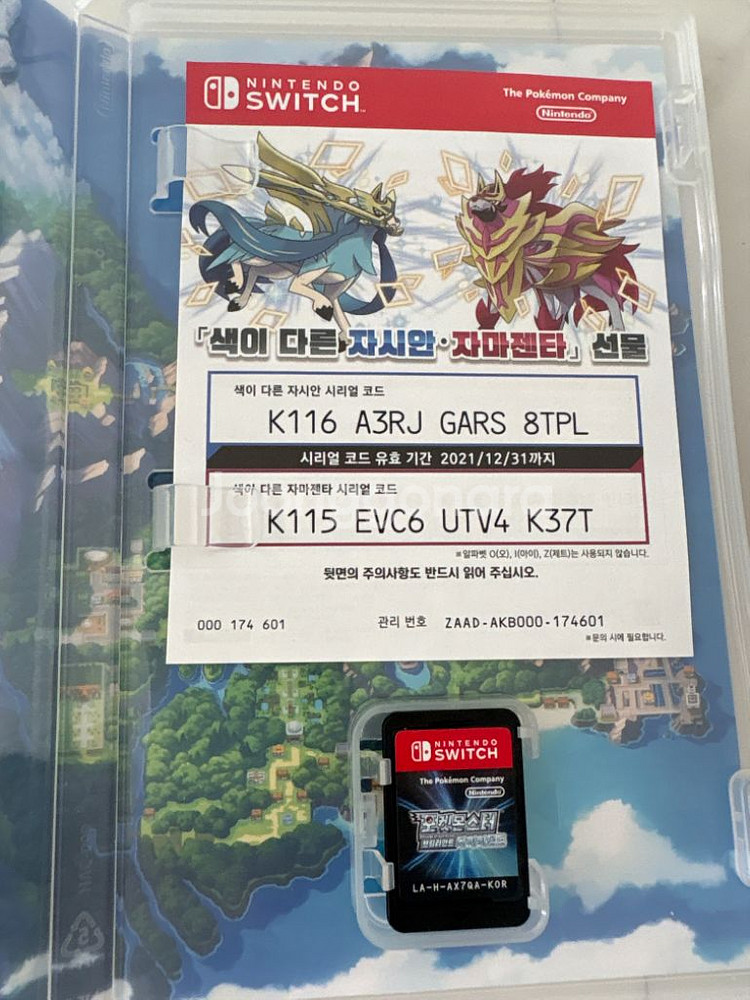 NINTENDO
SWITCH
The Pokémon Company
Nintendo
「색이 다른 자시안·자마젠타」 선물
색이 다른 자시안 시리얼 코드
K116 A3RJ GARS 8TPL
시리얼 코드 유효 기간 2021/12/31까지
색이 다른 자마젠타 시리얼 코드
K115 EVC6 UTV4 K37T
※알파벳 O(오), I(아이), Z(제트)는 사용되지 않습니다.
뒷면의 주의사항도 반드시 읽어 주십시오.
000 174 601
관리 번호 ZAAD-AKB000-174601
※문의 시에 필요합니다.
NINTENDO
SWITCH
The Pokémon Company
Nintendo
포켓몬스터
브릴리언트
LA-H-AX7QA-KOR